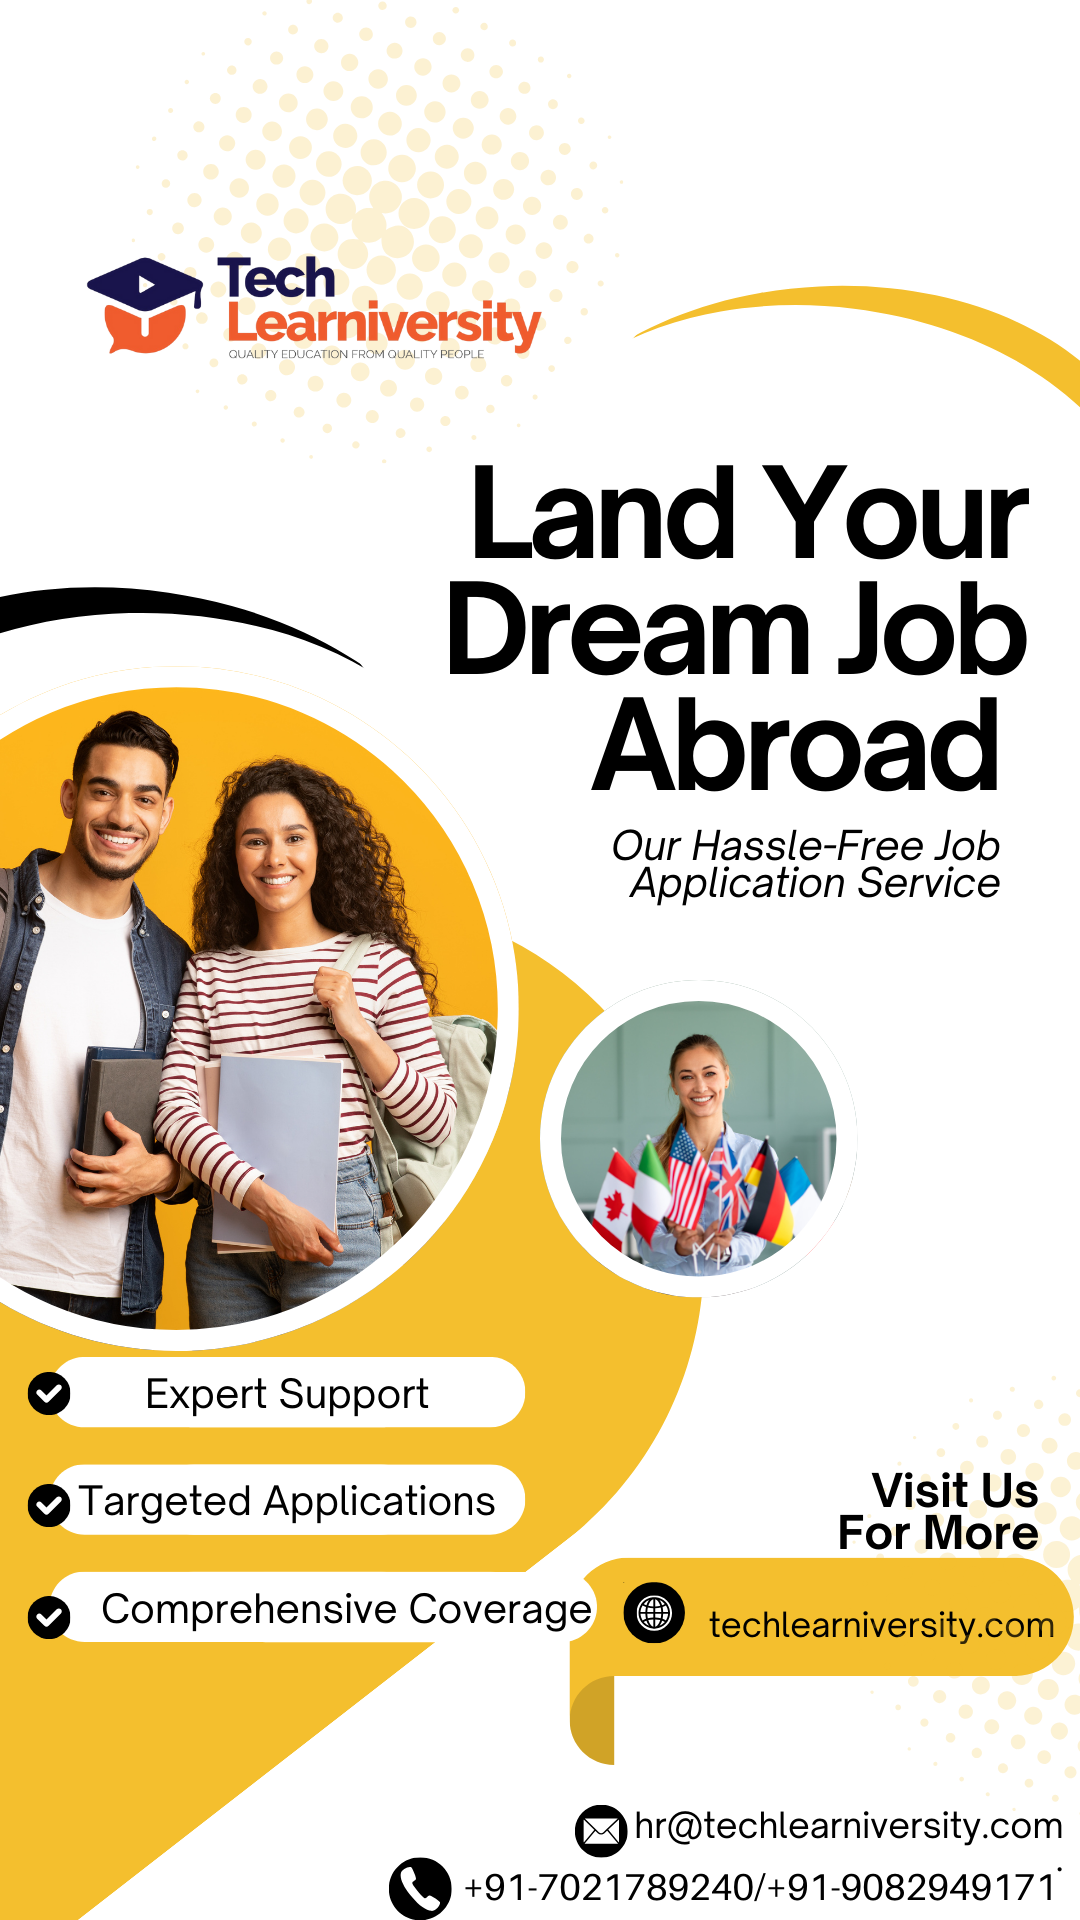 Tech
Learniversity
QUALITY EDUCATION FROM QUALITY PEOPLE
Land Your
Dream Job
Abroad
Our Hassle-Free Job
Application Service
Expert Support
Targeted Applications
Comprehensive Coverage
Visit Us
For More
techlearniversity.com
hr@techlearniversity.com
+91-7021789240/+91-9082949171